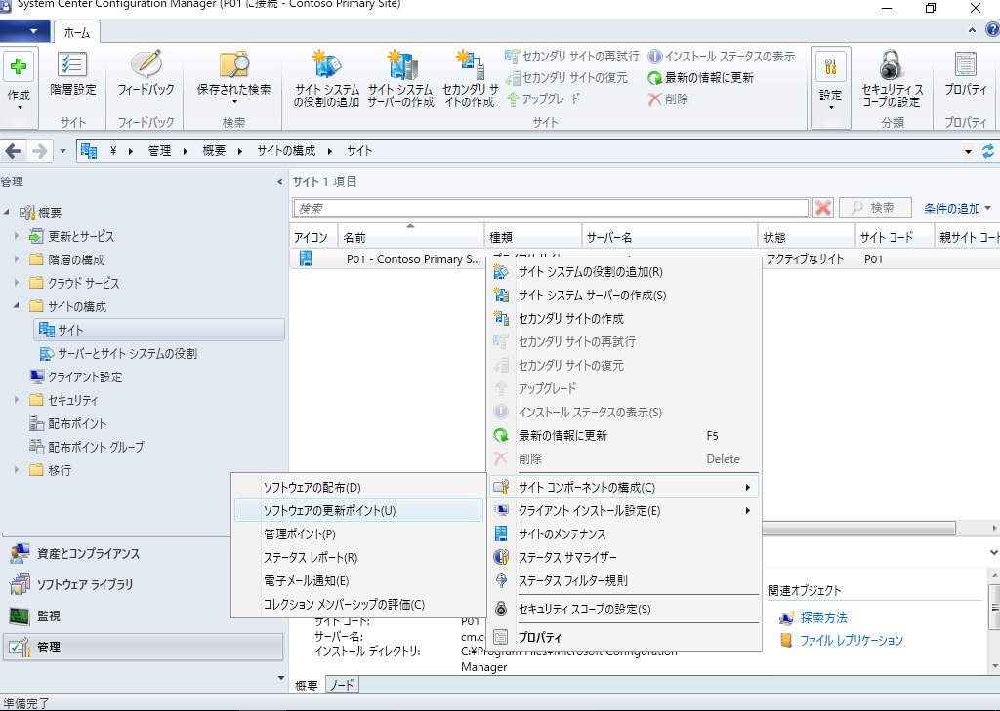 System Center Configuration Manager (P01 に接続 - Contoso Primary Site)
ホーム
作成
階層設定
サイト
フィードバック
フィードバック
保存された検索
検索
サイト システム
の役割の追加
サイト システム
サーバーの作成
セカンダリ サ
イトの作成
セカンダリ サイトの再試行
セカンダリ サイトの復元
アップグレード
インストール ステータスの表示
最新の情報に更新
削除
サイト
設定
セキュリティ ス
コープの設定
分類
プロパティ
プロパティ
¥ 管理 概要 サイトの構成 サイト
管理
概要
更新とサービス
階層の構成
クラウド サービス
サイトの構成
サイト
サーバーとサイト システムの役割
クライアント設定
セキュリティ
配布ポイント
配布ポイント グループ
移行
資産とコンプライアンス
ソフトウェア ライブラリ
監視
管理
サイト 1 項目
検索
検索
条件の追加
アイコン 名前 種類 サーバー名 状態 サイト コード 親サイト コー
P01 - Contoso Primary S... アクティブなサイト P01
サイト システムの役割の追加(R)
サイト システム サーバーの作成(S)
セカンダリ サイトの作成
セカンダリ サイトの再試行
セカンダリ サイトの復元
アップグレード
インストール ステータスの表示(S)
最新の情報に更新 F5
削除 Delete
サイト コンポーネントの構成(C)
クライアント インストール設定(E)
サイトのメンテナンス
ステータス サマライザー
ステータス フィルター規則
セキュリティ スコープの設定(S)
プロパティ
ソフトウェアの配布(D)
ソフトウェアの更新ポイント(U)
管理ポイント(P)
ステータス レポート(R)
電子メール通知(E)
コレクション メンバーシップの評価(C)
サイト コード: P01
サーバー名: cm.c
インストール ディレクトリ: C:¥Program Files¥Microsoft Configuration
Manager
関連オブジェクト
探索方法
ファイル レプリケーション
概要 ノード
準備完了